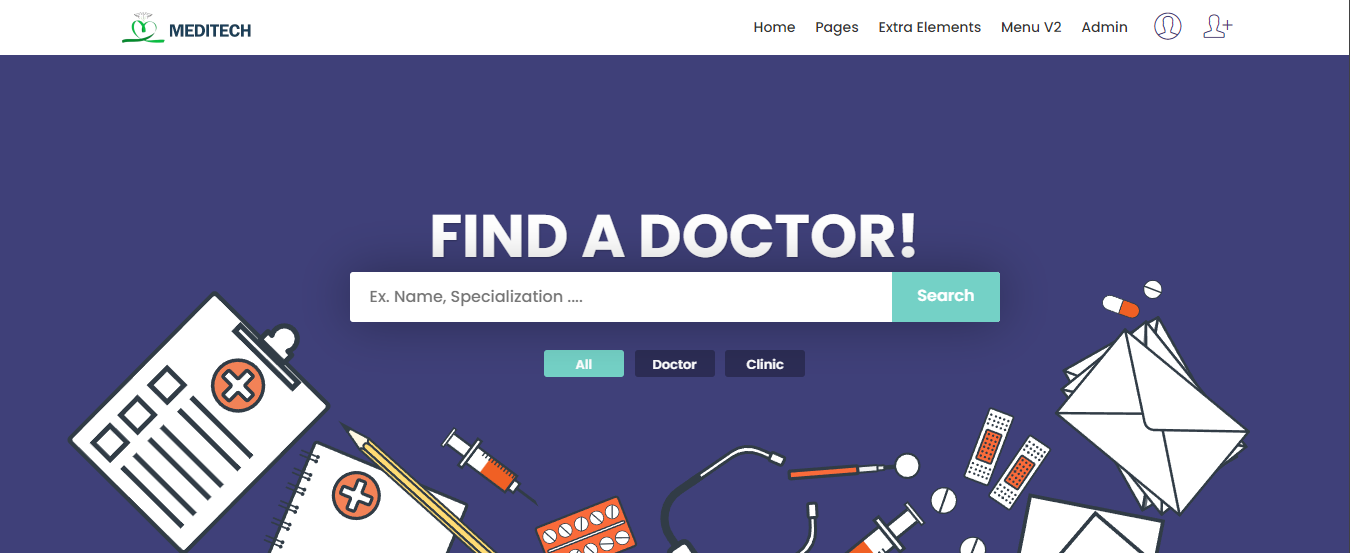 MEDITECH
Home Pages Extra Elements Menu V2 Admin
FIND A DOCTOR!
Ex. Name, Specialization .... Search
All Doctor Clinic